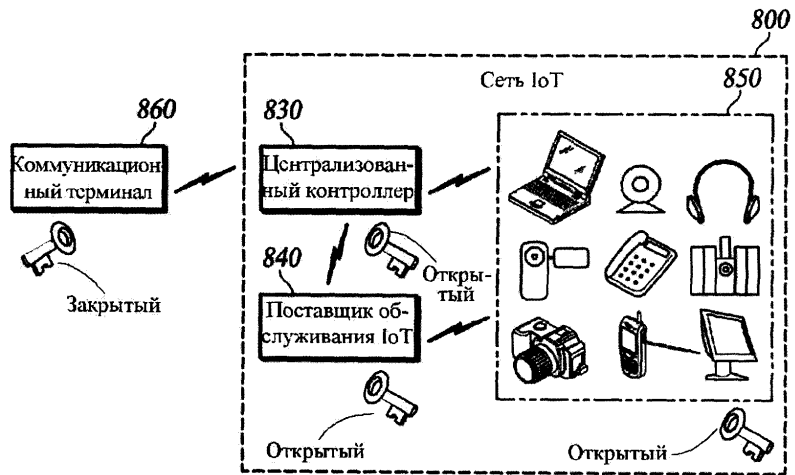 800
Сеть IoT
850
860
830
Коммуникацион-
ный терминал
Централизован-
ный контроллер
840
Откры-
тый
Закрытый
Поставщик об-
служивания IoT
Открытый
Открытый